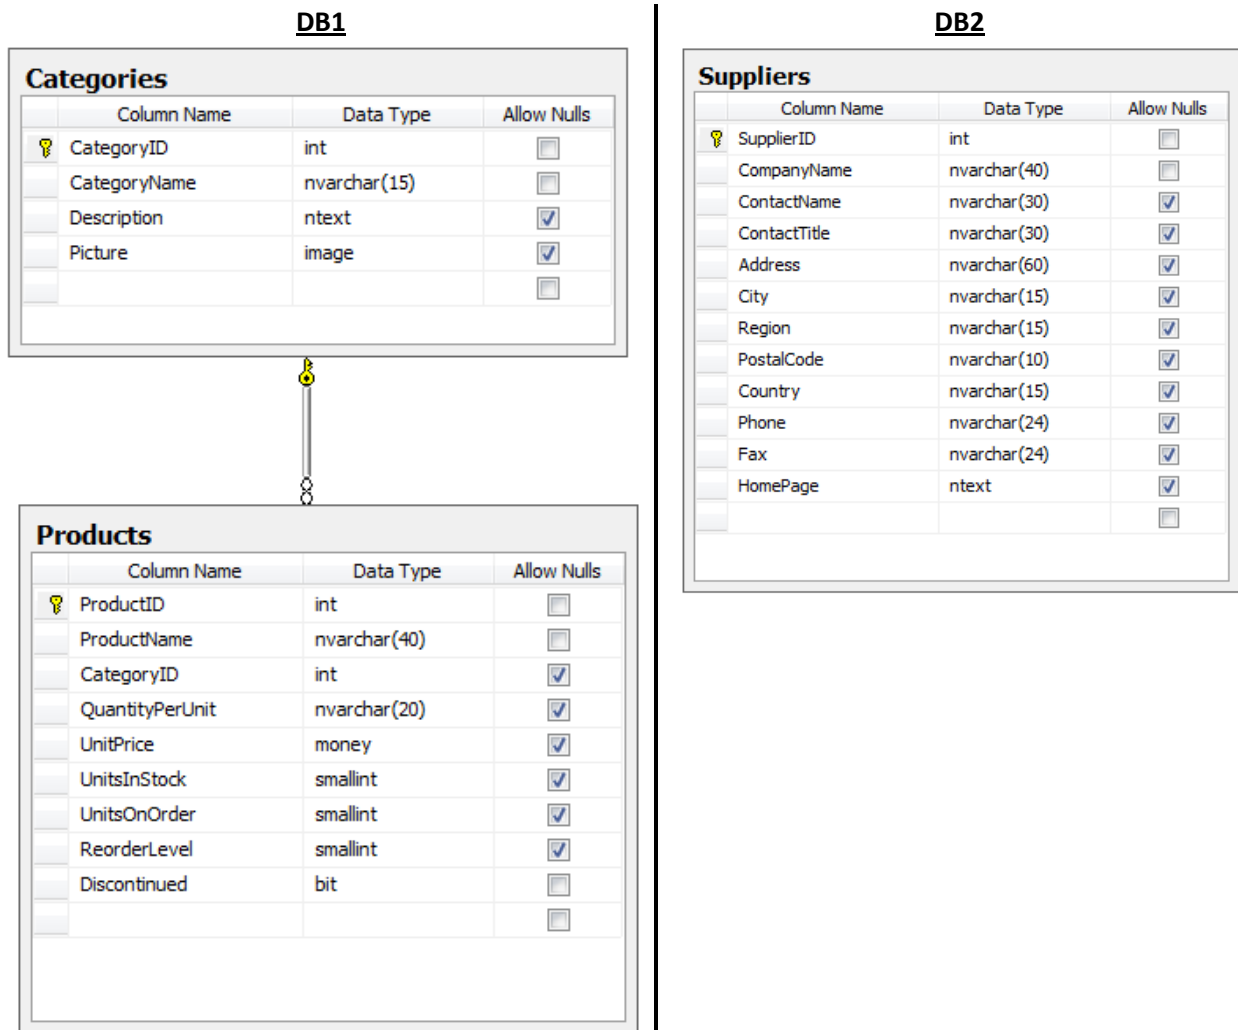 DB1
Categories
Column Name Data Type Allow Nulls
CategoryID int
CategoryName nvarchar(15)
Description ntext
Picture image
Products
Column Name Data Type Allow Nulls
ProductID int
ProductName nvarchar(40)
CategoryID int
QuantityPerUnit nvarchar(20)
UnitPrice money
UnitsInStock smallint
UnitsOnOrder smallint
ReorderLevel smallint
Discontinued bit
DB2
Suppliers
Column Name Data Type Allow Nulls
SupplierID int
CompanyName nvarchar(40)
ContactName nvarchar(30)
ContactTitle nvarchar(30)
Address nvarchar(60)
City nvarchar(15)
Region nvarchar(15)
PostalCode nvarchar(10)
Country nvarchar(15)
Phone nvarchar(24)
Fax nvarchar(24)
HomePage ntext